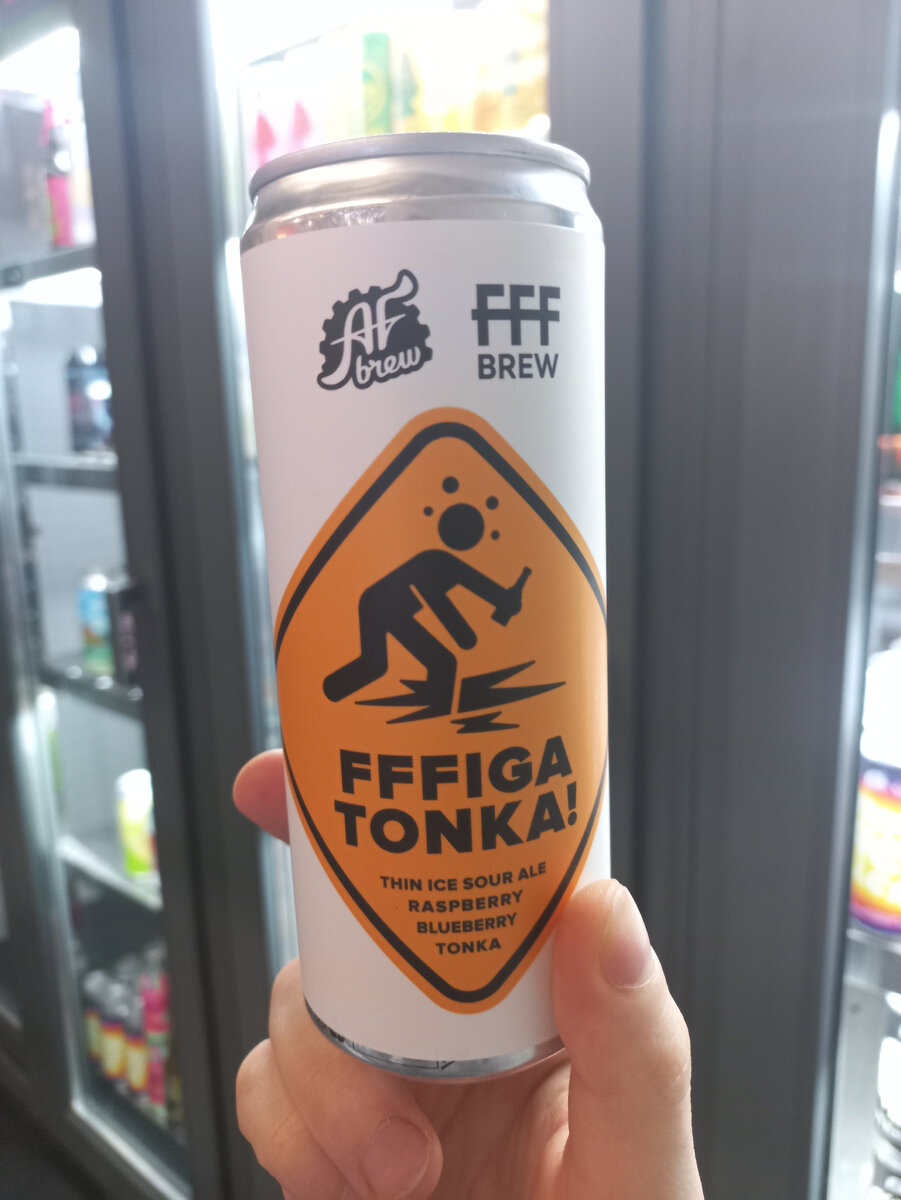 AF
brew
FFF
BREW
FFFIGA
TONKA!
THIN ICE SOUR ALE
RASPBERRY
BLUEBERRY
TONKA